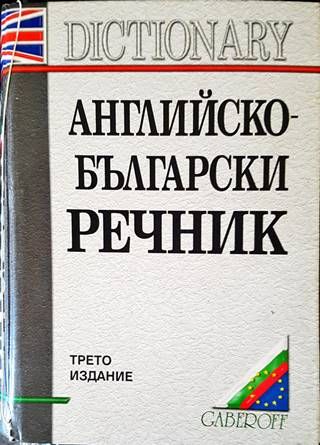 DICTIONARY
АНГЛИЙСКО-
БЪЛГАРСКИ
РЕЧНИК
ТРЕТО
ИЗДАНИЕ
GABEROFF